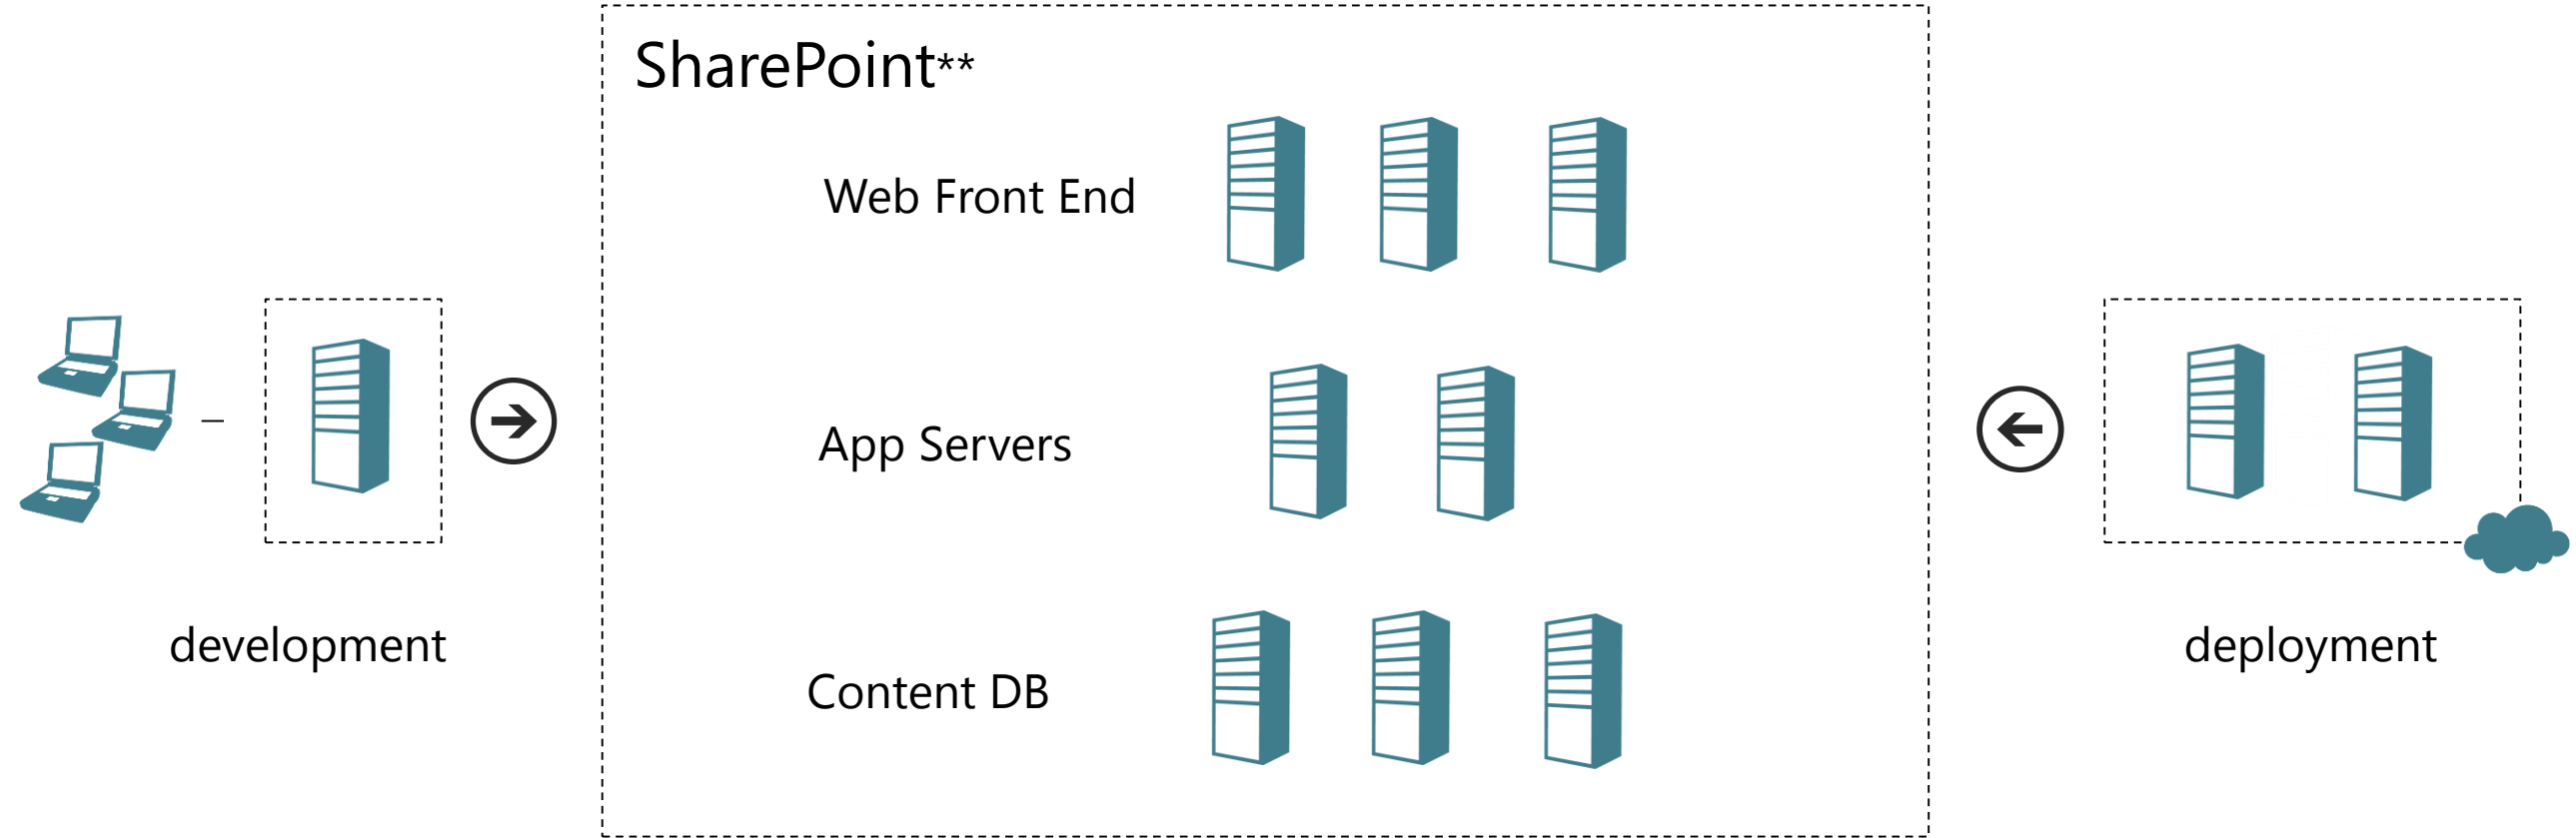 SharePoint**
Web Front End
App Servers
Content DB
development
deployment